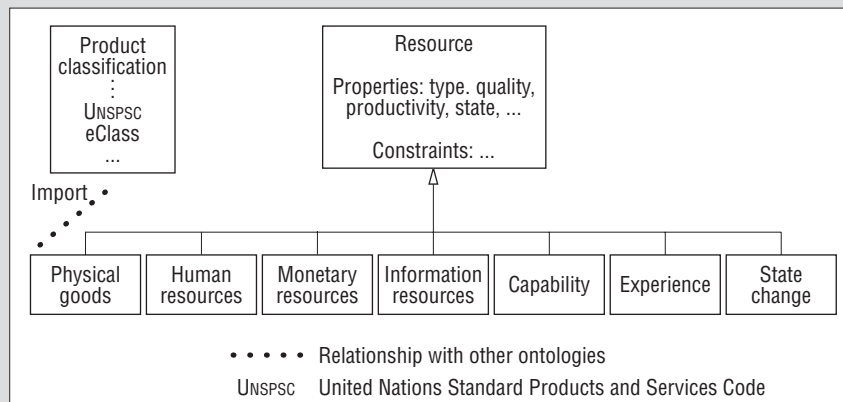 Product
classification
⋮
UNSPSC
eClass
...
Resource
Properties: type. quality,
productivity, state, ...
Constraints: ...
Import
Physical
goods
Human
resources
Monetary
resources
Information
resources
Capability
Experience
State
change
Relationship with other ontologies
UNSPSC United Nations Standard Products and Services Code